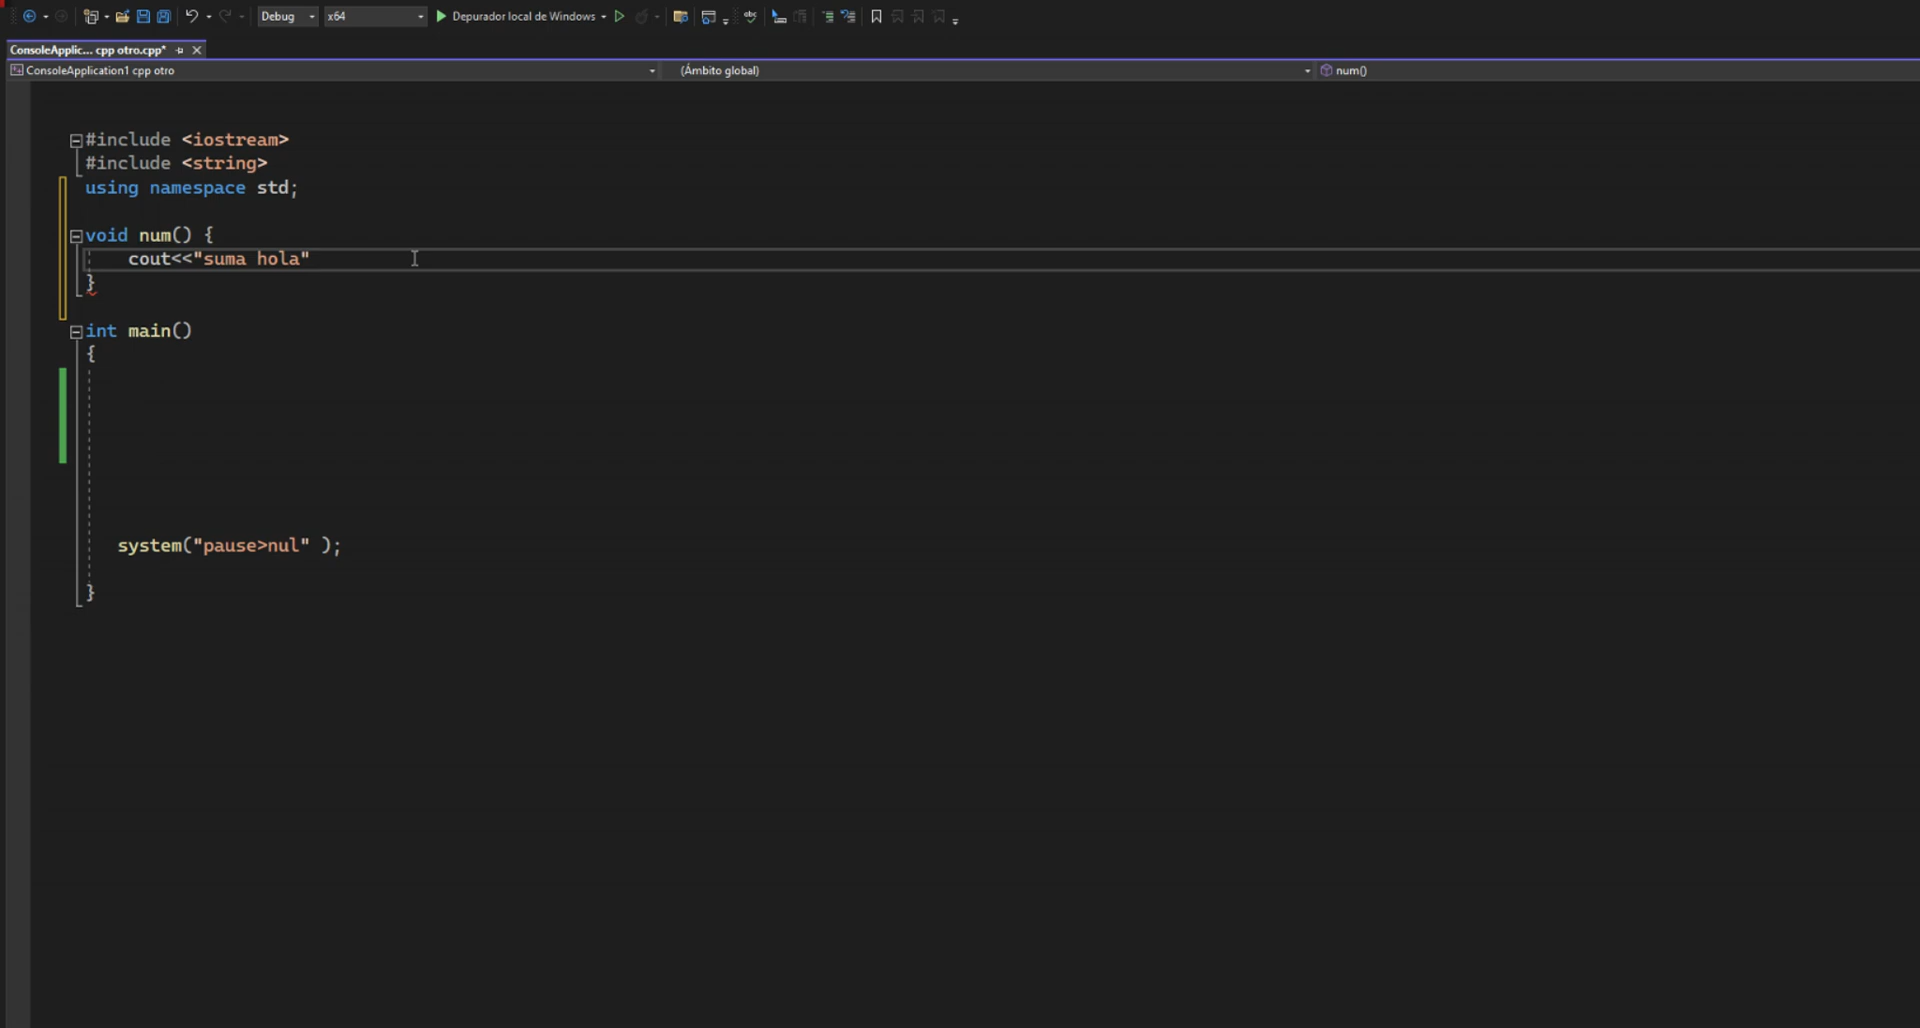 Debug x64 Depurador local de Windows
ConsoleApplic... cpp otro.cpp*
ConsoleApplication1 cpp otro (Ámbito global) num()
#include <iostream>
#include <string>
using namespace std;
void num() {
cout<<"suma hola"
}
int main()
{
system("pause>nul" );
}